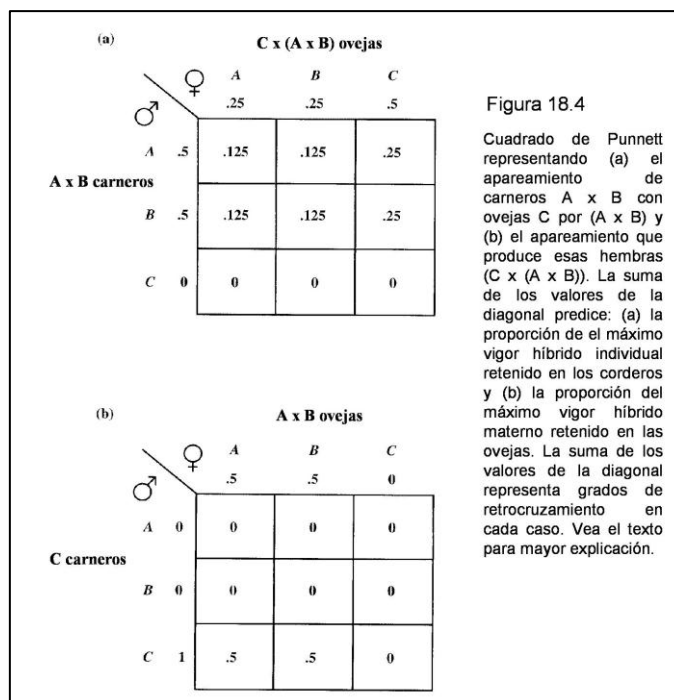 (a)
C x (A x B) ovejas
♀ A B C
♂ .25 .25 .5
A .5 .125 .125 .25
A x B carneros
B .5 .125 .125 .25
C 0 0 0 0
(b)
A x B ovejas
♀ A B C
♂ .5 .5 0
A 0 0 0 0
C carneros
B 0 0 0 0
C 1 .5 .5 0
Figura 18.4
Cuadrado de Punnett
representando (a) el
apareamiento de
carneros A x B con
ovejas C por (A x B) y
(b) el apareamiento que
produce esas hembras
(C x (A x B)). La suma
de los valores de la
diagonal predice: (a) la
proporción de el máximo
vigor híbrido individual
retenido en los corderos
y (b) la proporción del
máximo vigor híbrido
materno retenido en las
ovejas. La suma de los
valores de la diagonal
representa grados de
retrocruzamiento en
cada caso. Vea el texto
para mayor explicación.